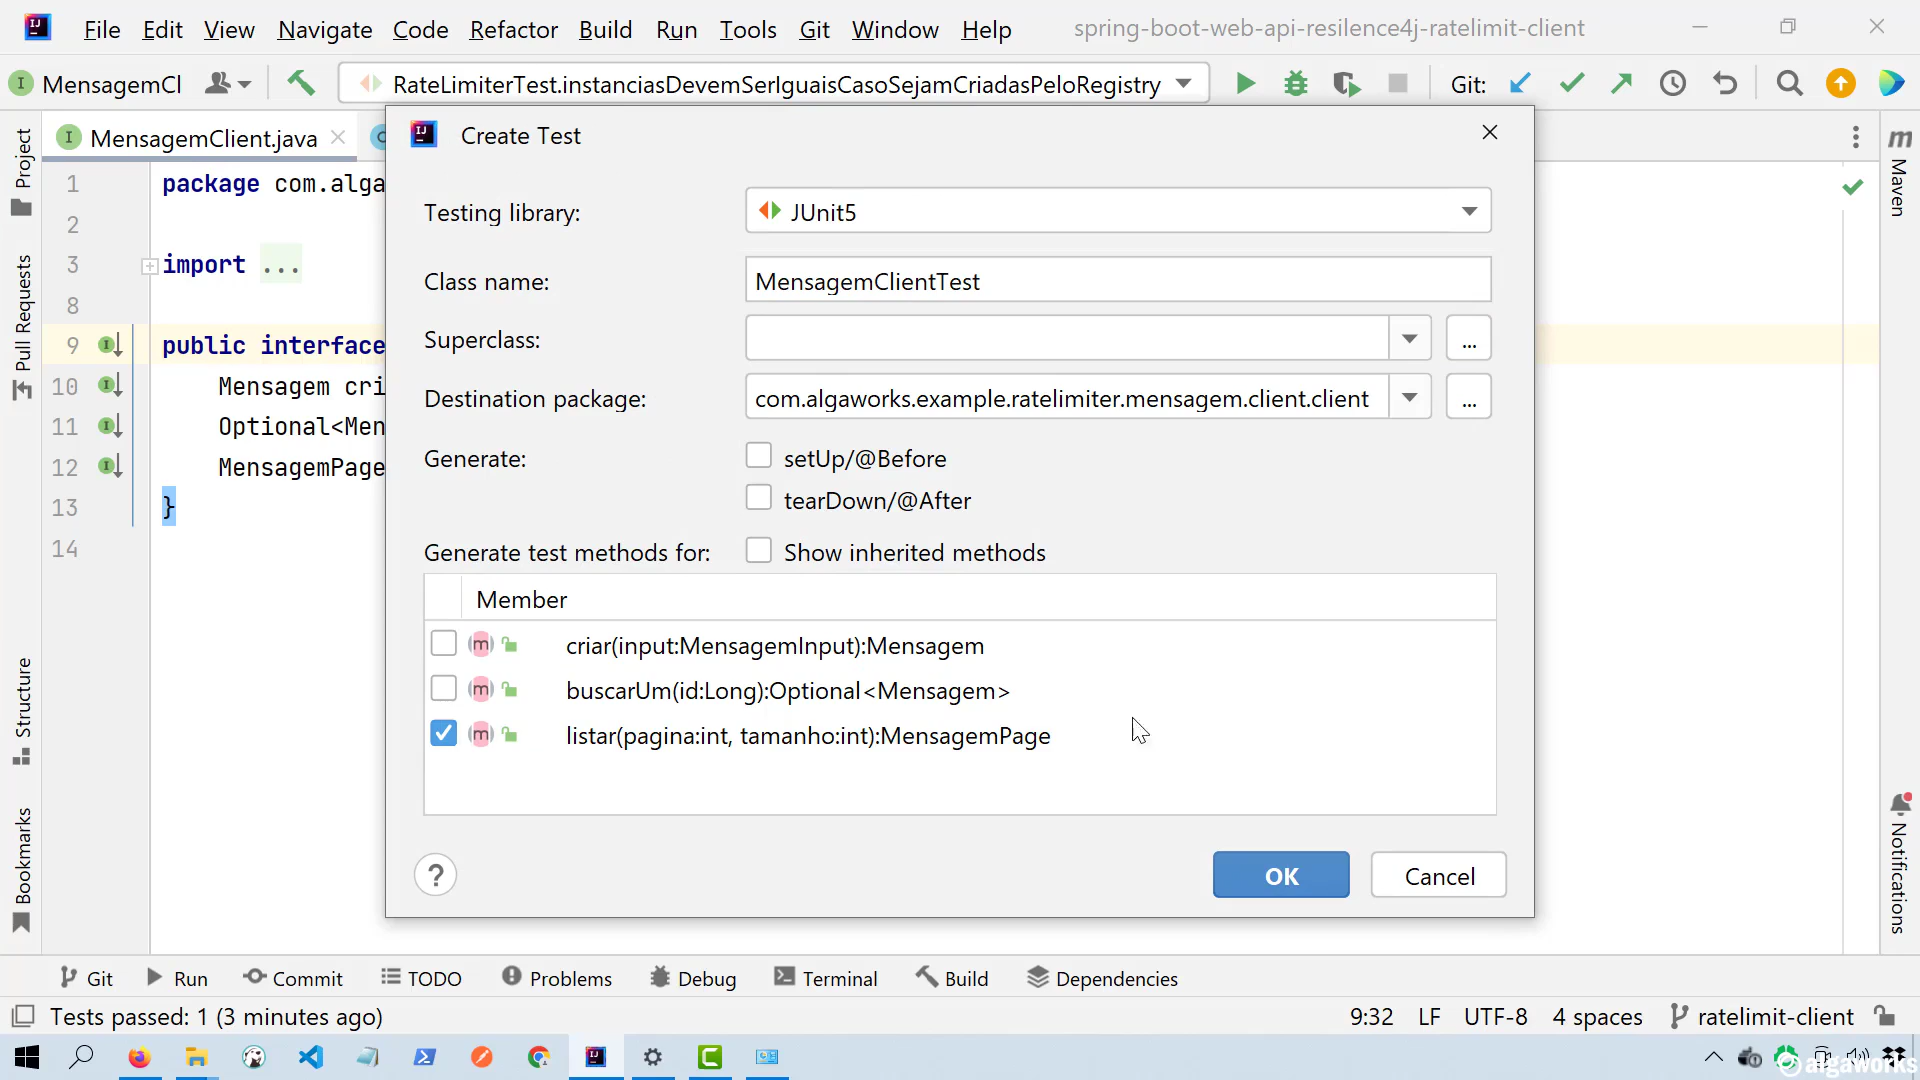 File Edit View Navigate Code Refactor Build Run Tools Git Window Help spring-boot-web-api-resilence4j-ratelimit-client
MensagemCl RateLimiterTest.instanciasDevemSerIguaisCasoSejamCriadasPeloRegistry Git:
MensagemClient.java
Create Test
Project
Pull Requests
Structure
Bookmarks
Maven
Notifications
1 package com.alga
2
3 import ...
8
9 public interface
10 Mensagem cri
11 Optional<Men
12 MensagemPage
13 }
14
Testing library: JUnit5
Class name: MensagemClientTest
Superclass: ...
Destination package: com.algaworks.example.ratelimiter.mensagem.client.client ...
Generate: setUp/@Before
tearDown/@After
Generate test methods for: Show inherited methods
Member
criar(input:MensagemInput):Mensagem
buscarUm(id:Long):Optional<Mensagem>
listar(pagina:int, tamanho:int):MensagemPage
? OK Cancel
Git Run Commit TODO Problems Debug Terminal Build Dependencies
Tests passed: 1 (3 minutes ago) 9:32 LF UTF-8 4 spaces ratelimit-client
algaworks